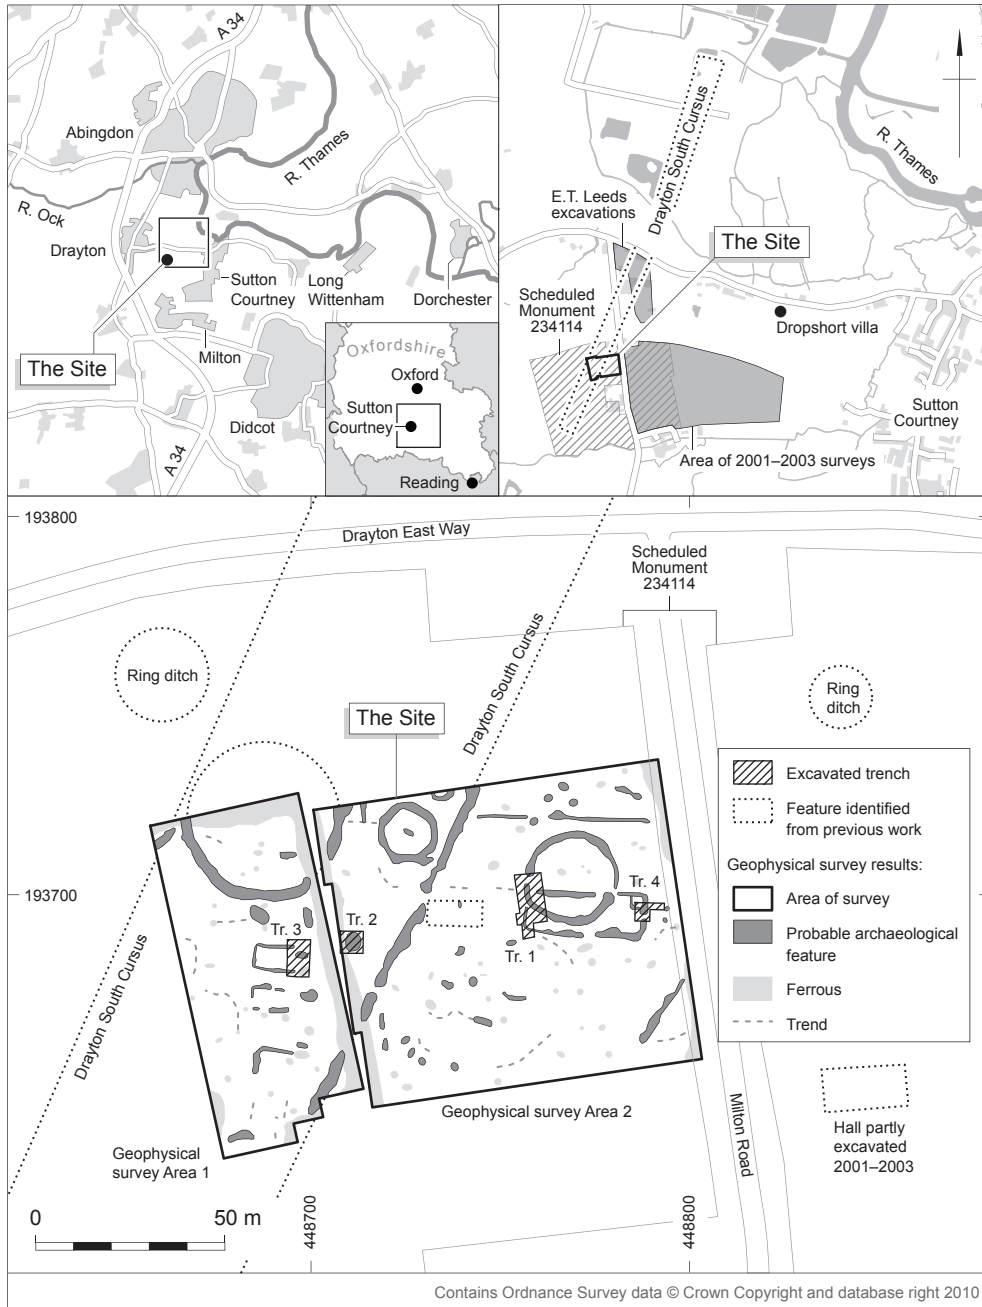 A 34
Abingdon
R. Thames
R. Ock
Drayton
Sutton
Courtney
Long
Wittenham
Dorchester
The Site
Milton
Didcot
A 34
Oxfordshire
Oxford
Sutton
Courtney
Reading
Drayton South Cursus
R. Thames
E.T. Leeds
excavations
The Site
Scheduled
Monument
234114
Dropshort villa
Sutton
Courtney
Area of 2001–2003 surveys
193800
Drayton East Way
Scheduled
Monument
234114
Ring ditch
Drayton South Cursus
Ring
ditch
The Site
Excavated trench
Feature identified
from previous work
Geophysical survey results:
Area of survey
Probable archaeological
feature
Ferrous
Trend
193700
Tr. 4
Tr. 2
Tr. 3
Tr. 1
Drayton South Cursus
Geophysical survey Area 2
Milton Road
Hall partly
excavated
2001–2003
Geophysical
survey Area 1
0
50 m
448700
448800
Contains Ordnance Survey data © Crown Copyright and database right 2010